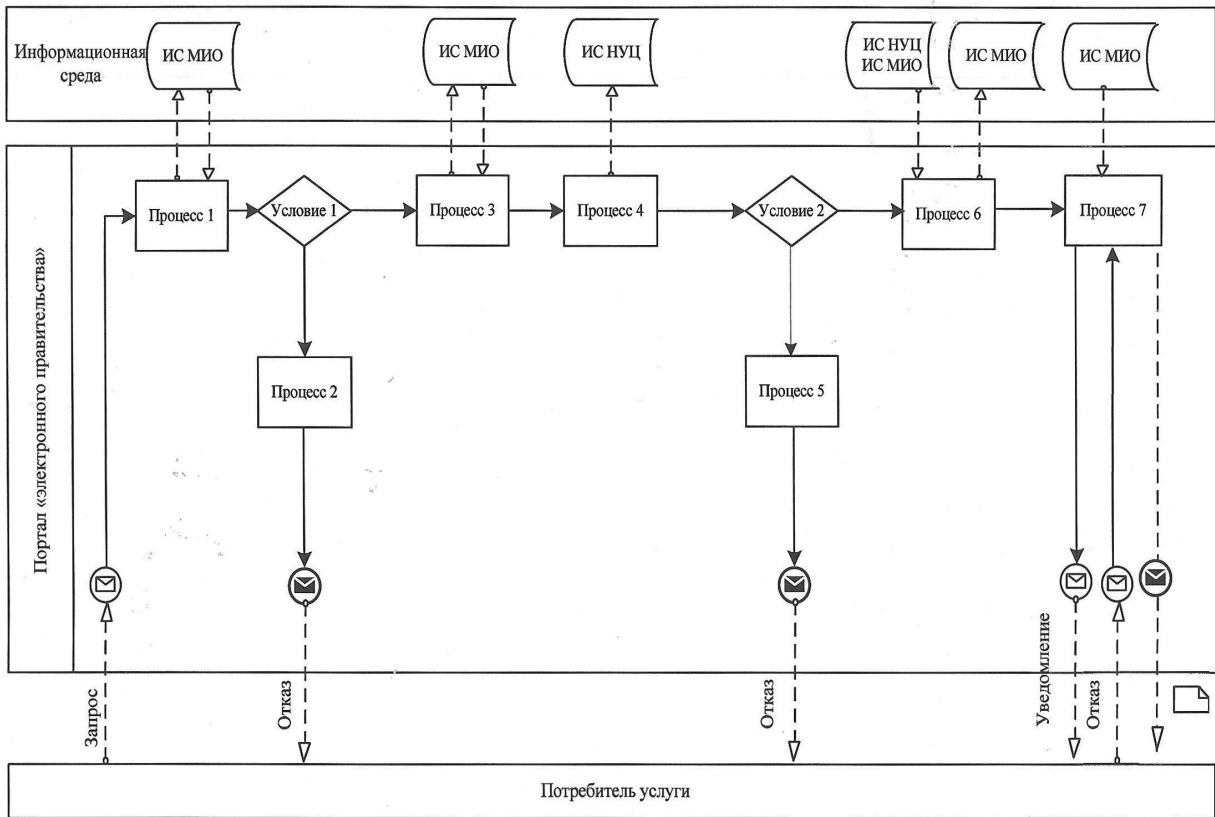 Информационная
среда
ИС МИО
ИС МИО
ИС НУЦ
ИС НУЦ
ИС МИО
ИС МИО
ИС МИО
Портал «электронного правительства»
Процесс 1
Условие 1
Процесс 3
Процесс 4
Условие 2
Процесс 6
Процесс 7
Процесс 2
Процесс 5
Запрос
Отказ
Отказ
Уведомление
Отказ
Потребитель услуги